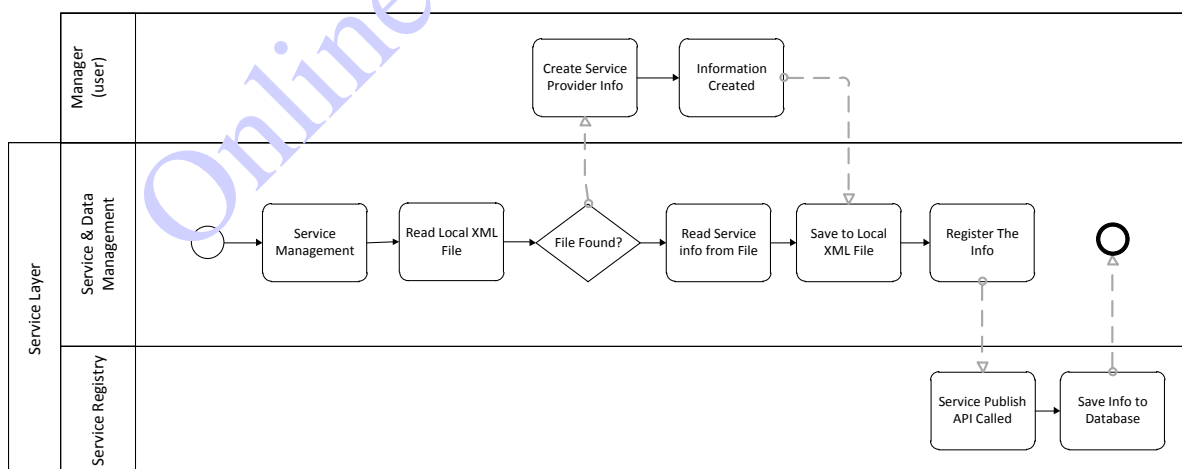 Online
Manager
(user)
Create Service
Provider Info
Information
Created
Service Layer
Service & Data
Management
Service
Management
Read Local XML
File
File Found?
Read Service
info from File
Save to Local
XML File
Register The
Info
Service Registry
Service Publish
API Called
Save Info to
Database